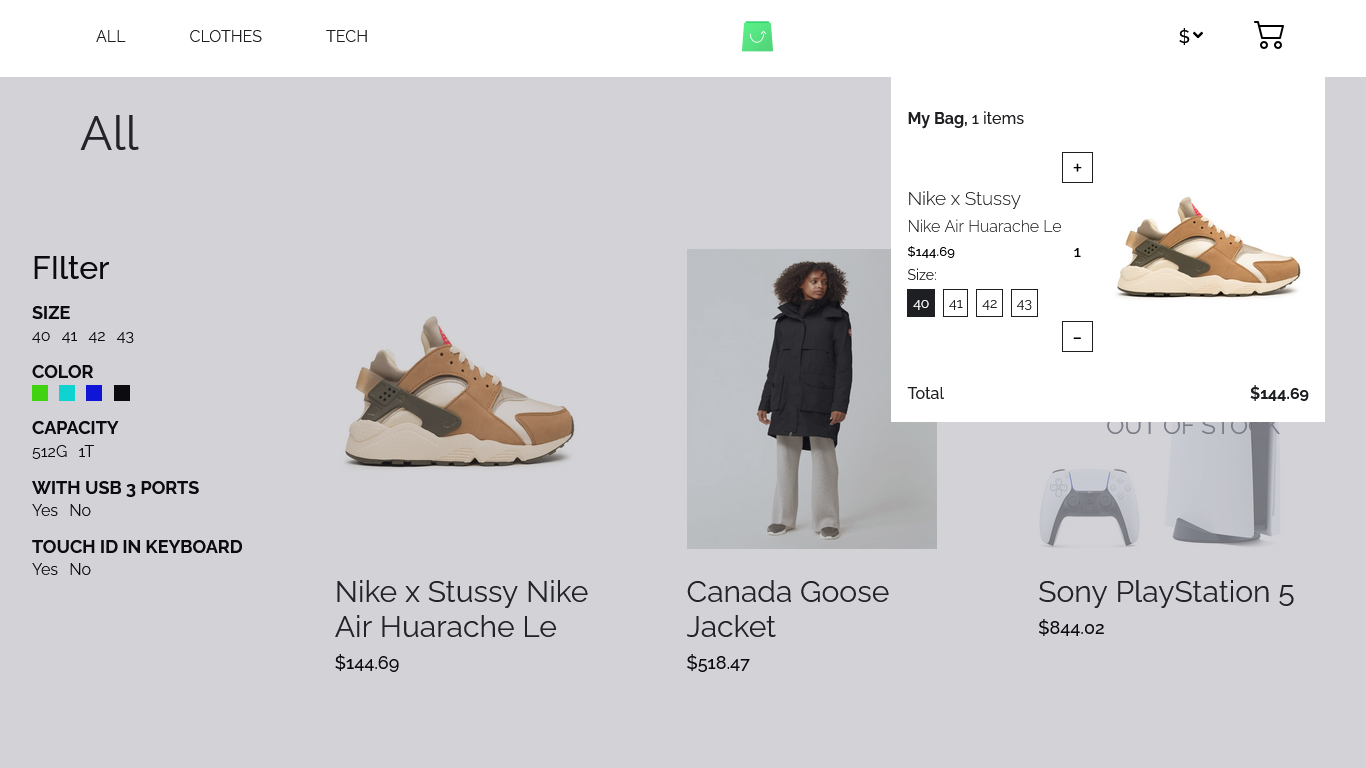 ALL CLOTHES TECH $
All
My Bag, 1 items
+
Nike x Stussy
Nike Air Huarache Le
$144.69
1
Size:
40 41 42 43
-
Total $144.69
FIlter
SIZE
40 41 42 43
COLOR
CAPACITY
512G 1T
WITH USB 3 PORTS
Yes No
TOUCH ID IN KEYBOARD
Yes No
Nike x Stussy Nike
Air Huarache Le
$144.69
Canada Goose
Jacket
$518.47
OUT OF STOCK
Sony PlayStation 5
$844.02